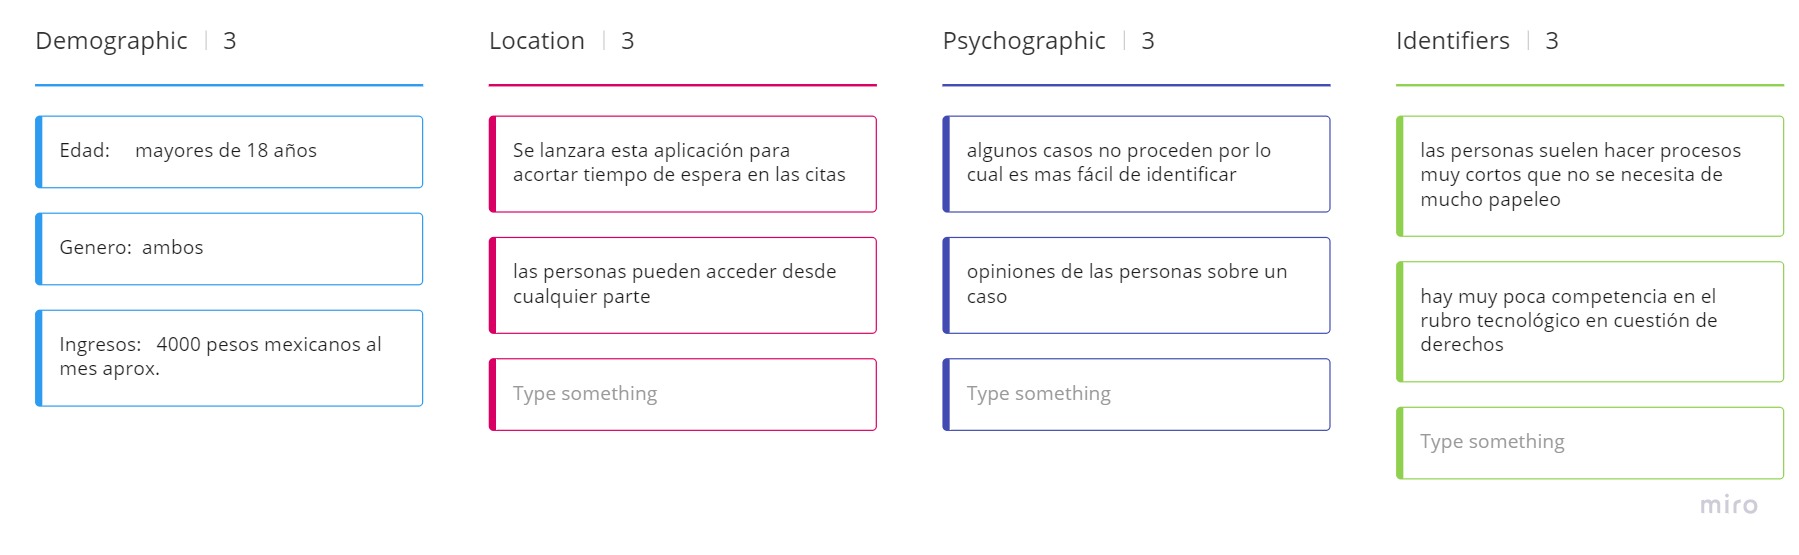 Demographic | 3
Edad: mayores de 18 años
Genero: ambos
Ingresos: 4000 pesos mexicanos al
mes aprox.
Location | 3
Se lanzara esta aplicación para
acortar tiempo de espera en las citas
las personas pueden acceder desde
cualquier parte
Type something
Psychographic | 3
algunos casos no proceden por lo
cual es mas fácil de identificar
opiniones de las personas sobre un
caso
Type something
Identifiers | 3
las personas suelen hacer procesos
muy cortos que no se necesita de
mucho papeleo
hay muy poca competencia en el
rubro tecnológico en cuestión de
derechos
Type something
miro